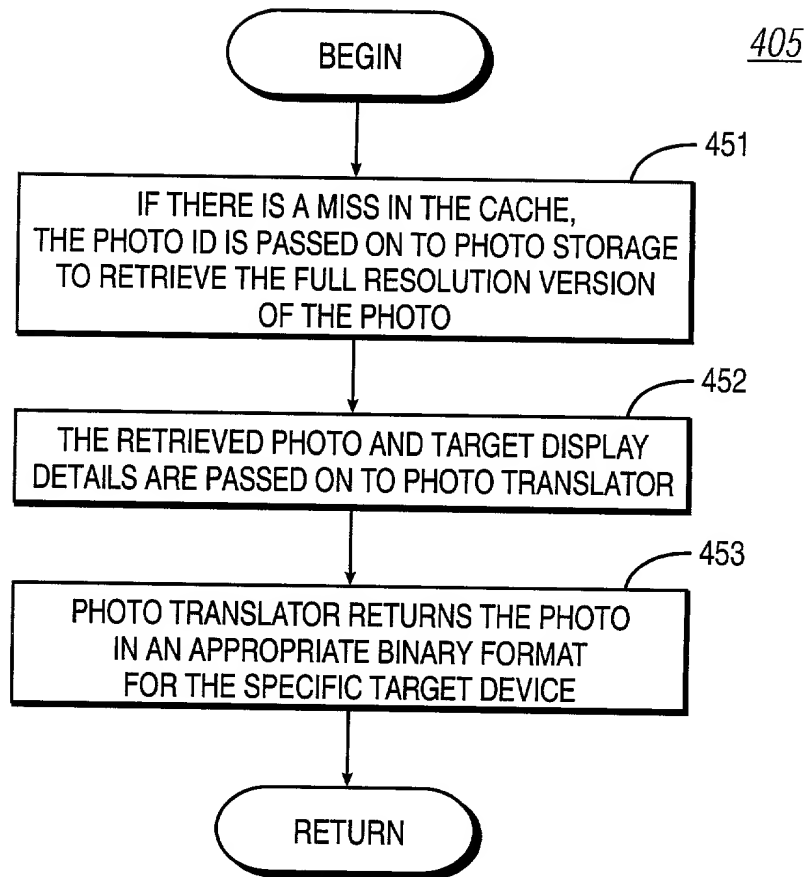 BEGIN
405
451
IF THERE IS A MISS IN THE CACHE,
THE PHOTO ID IS PASSED ON TO PHOTO STORAGE
TO RETRIEVE THE FULL RESOLUTION VERSION
OF THE PHOTO
452
THE RETRIEVED PHOTO AND TARGET DISPLAY
DETAILS ARE PASSED ON TO PHOTO TRANSLATOR
453
PHOTO TRANSLATOR RETURNS THE PHOTO
IN AN APPROPRIATE BINARY FORMAT
FOR THE SPECIFIC TARGET DEVICE
RETURN